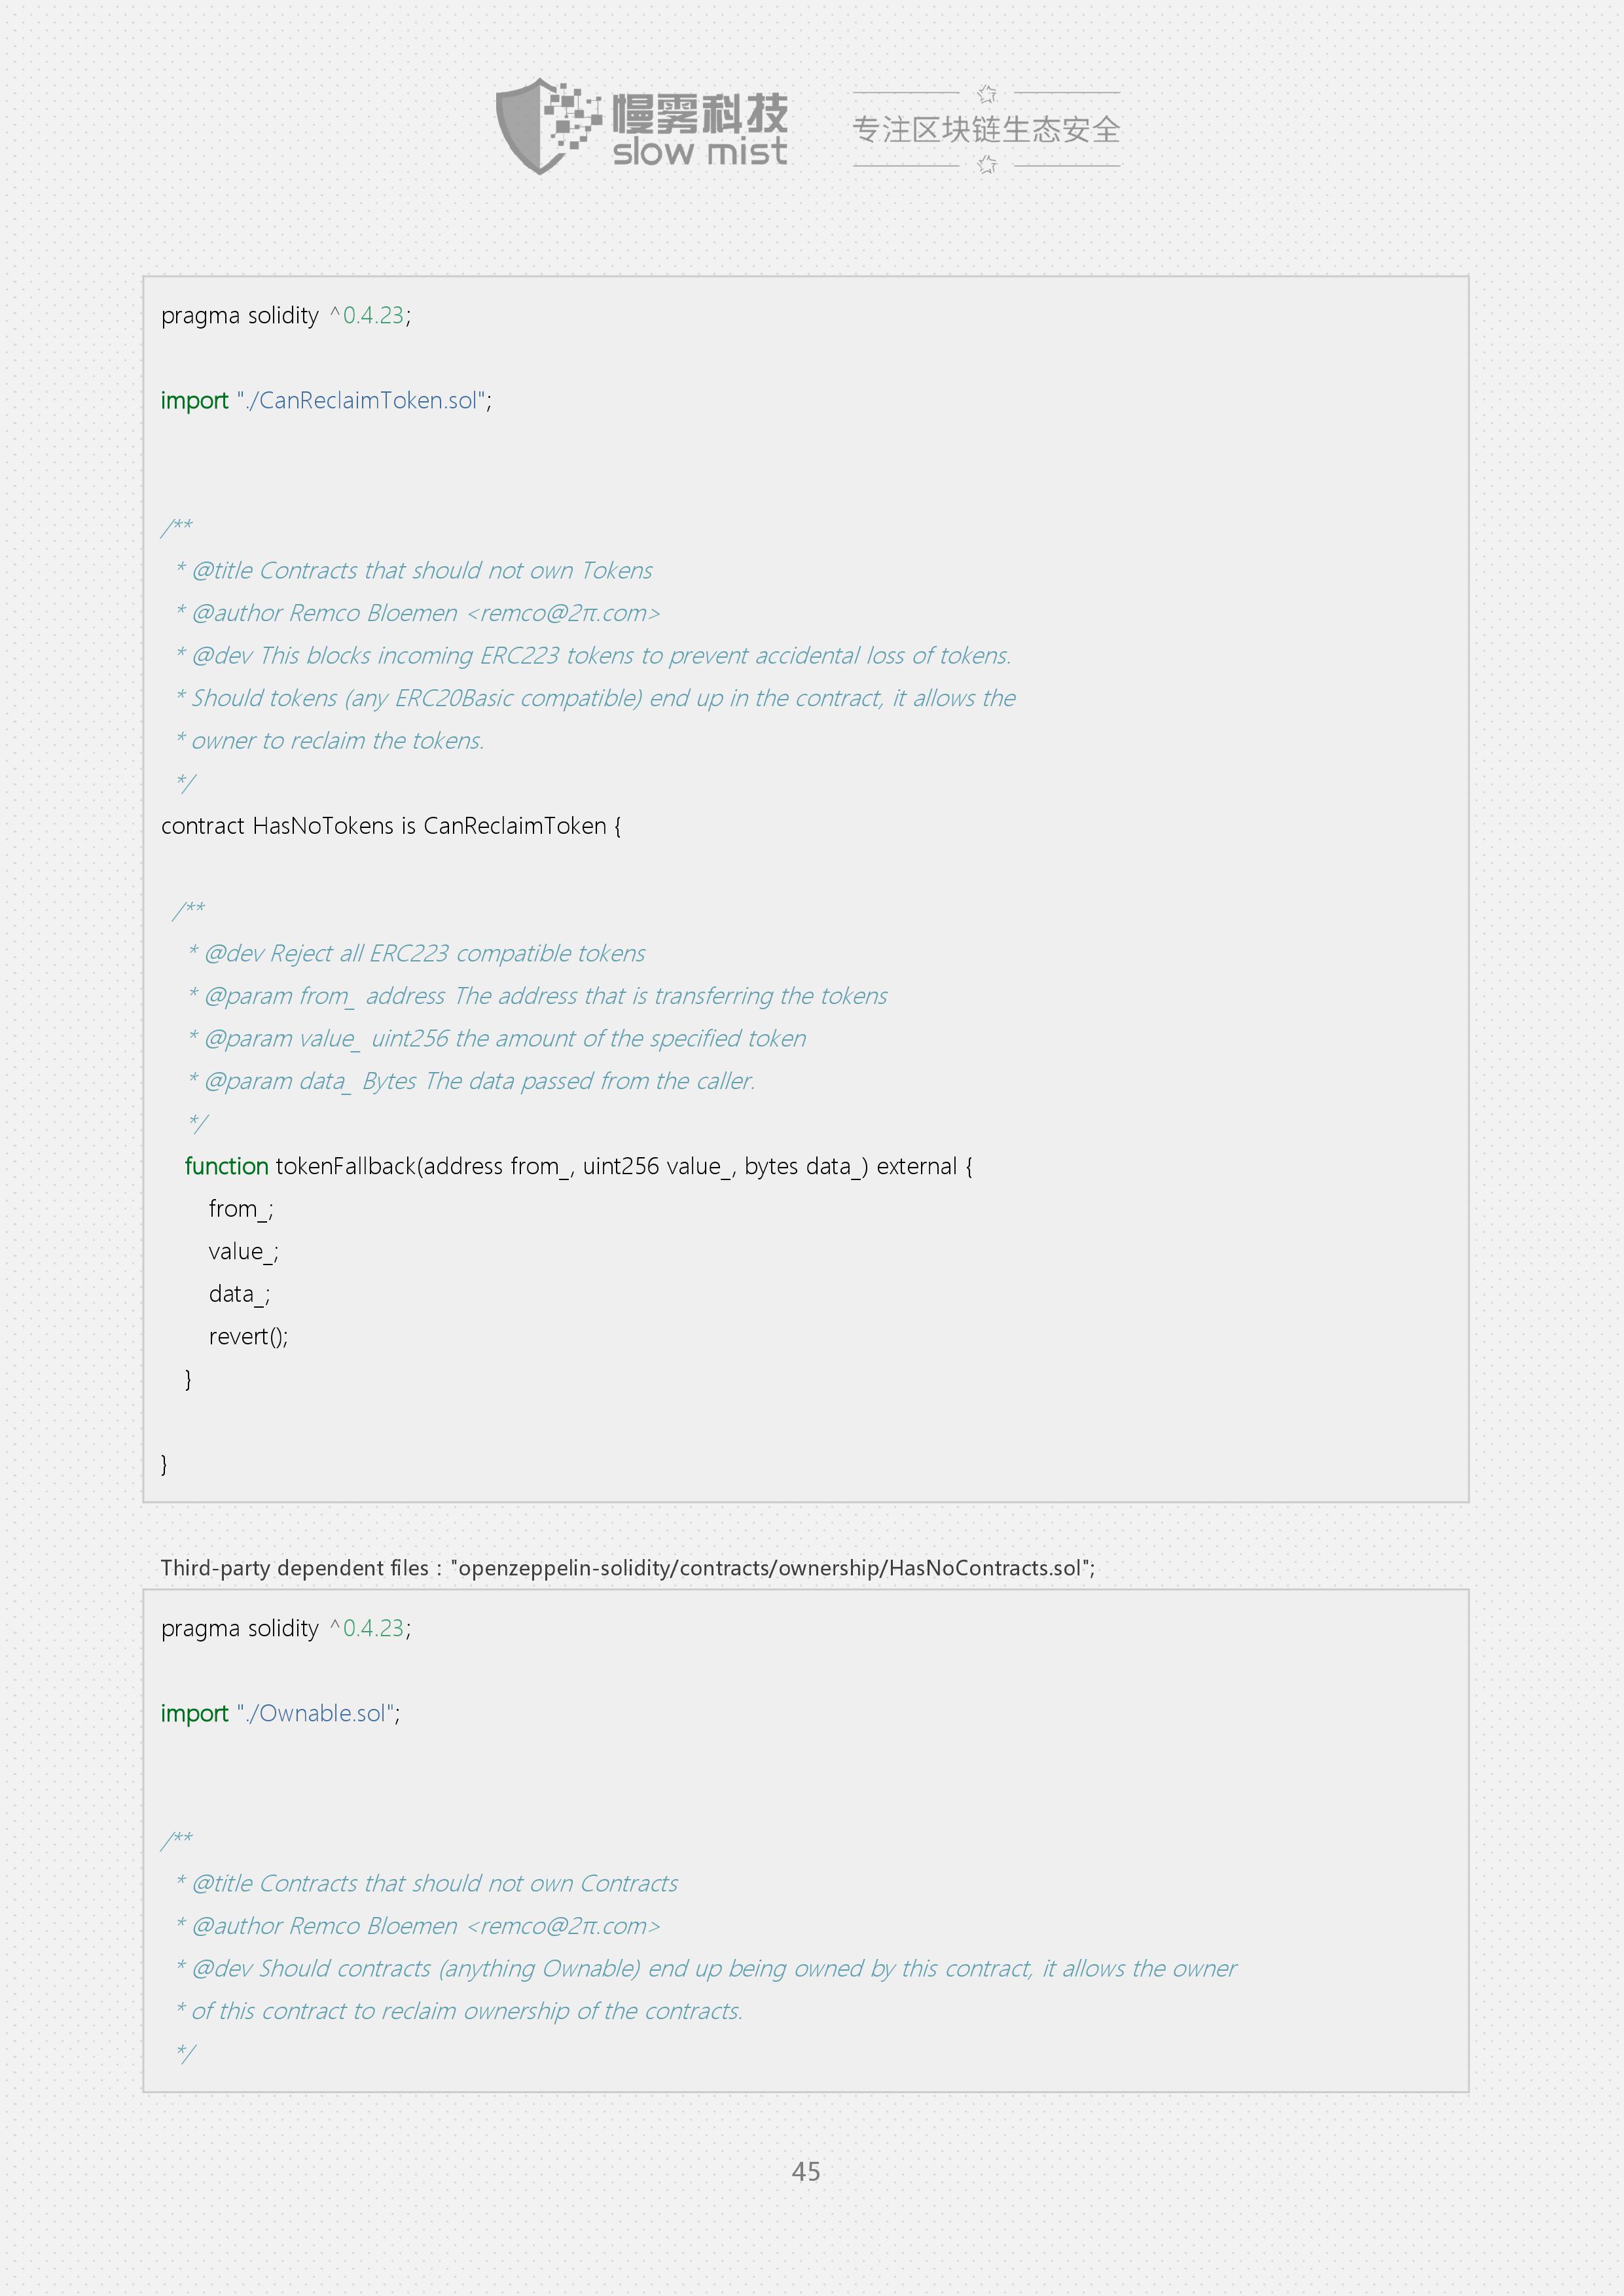 慢雾科技
slow mist
专注区块链生态安全
pragma solidity ^0.4.23;
import "./CanReclaimToken.sol";
/**
* @title Contracts that should not own Tokens
* @author Remco Bloemen <remco@2π.com>
* @dev This blocks incoming ERC223 tokens to prevent accidental loss of tokens.
* Should tokens (any ERC20Basic compatible) end up in the contract, it allows the
* owner to reclaim the tokens.
*/
contract HasNoTokens is CanReclaimToken {
/**
* @dev Reject all ERC223 compatible tokens
* @param from_ address The address that is transferring the tokens
* @param value_ uint256 the amount of the specified token
* @param data_ Bytes The data passed from the caller.
*/
function tokenFallback(address from_, uint256 value_, bytes data_) external {
from_;
value_;
data_;
revert();
}
}
Third-party dependent files : "openzeppelin-solidity/contracts/ownership/HasNoContracts.sol";
pragma solidity ^0.4.23;
import "./Ownable.sol";
/**
* @title Contracts that should not own Contracts
* @author Remco Bloemen <remco@2π.com>
* @dev Should contracts (anything Ownable) end up being owned by this contract, it allows the owner
* of this contract to reclaim ownership of the contracts.
*/
45